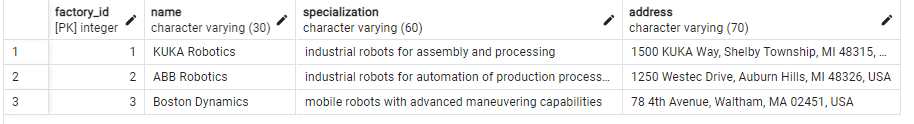 factory_id name specialization address
[PK] integer character varying (30) character varying (60) character varying (70)
1 1 KUKA Robotics industrial robots for assembly and processing 1500 KUKA Way, Shelby Township, MI 48315, ...
2 2 ABB Robotics industrial robots for automation of production process... 1250 Westec Drive, Auburn Hills, MI 48326, USA
3 3 Boston Dynamics mobile robots with advanced maneuvering capabilities 78 4th Avenue, Waltham, MA 02451, USA